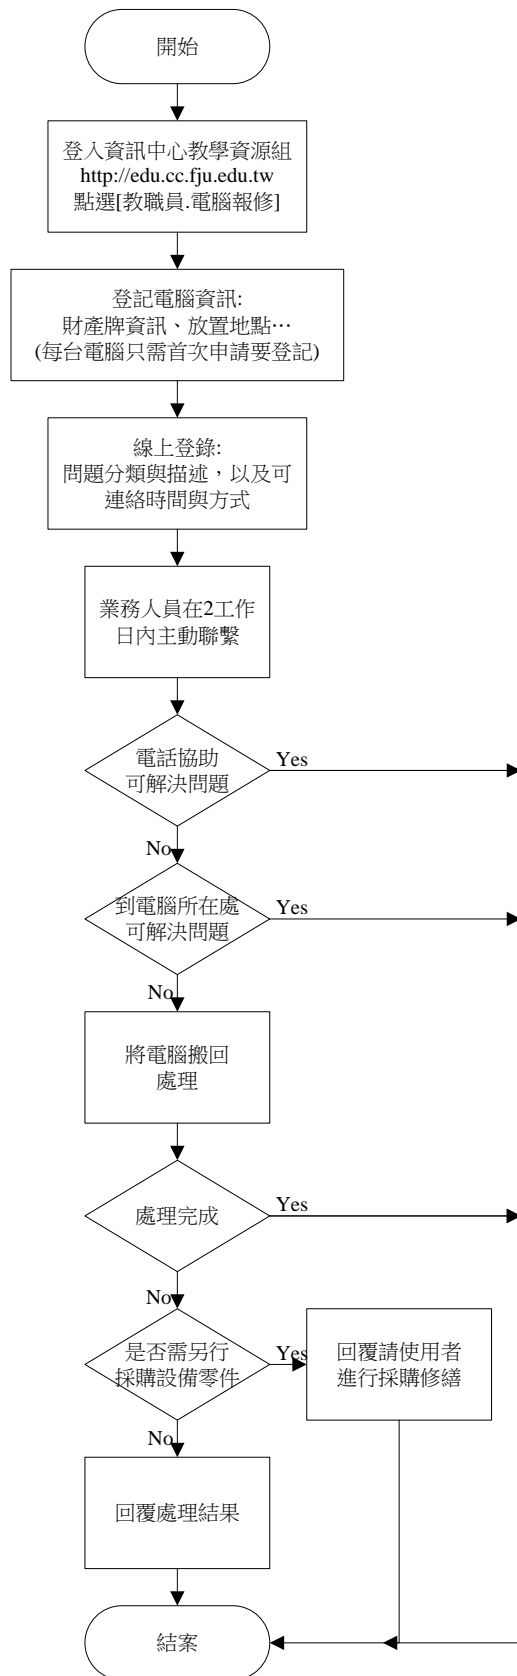 開始
登入資訊中心教學資源組
http://edu.cc.fju.edu.tw
點選[教職員.電腦報修]
登記電腦資訊:
財產牌資訊、放置地點…
(每台電腦只需首次申請要登記)
線上登錄:
問題分類與描述，以及可
連絡時間與方式
業務人員在2工作
日內主動聯繫
電話協助
可解決問題
Yes
No
到電腦所在處
可解決問題
Yes
No
將電腦搬回
處理
處理完成
Yes
No
是否需另行
採購設備零件
Yes
回覆請使用者
進行採購修繕
No
回覆處理結果
結案